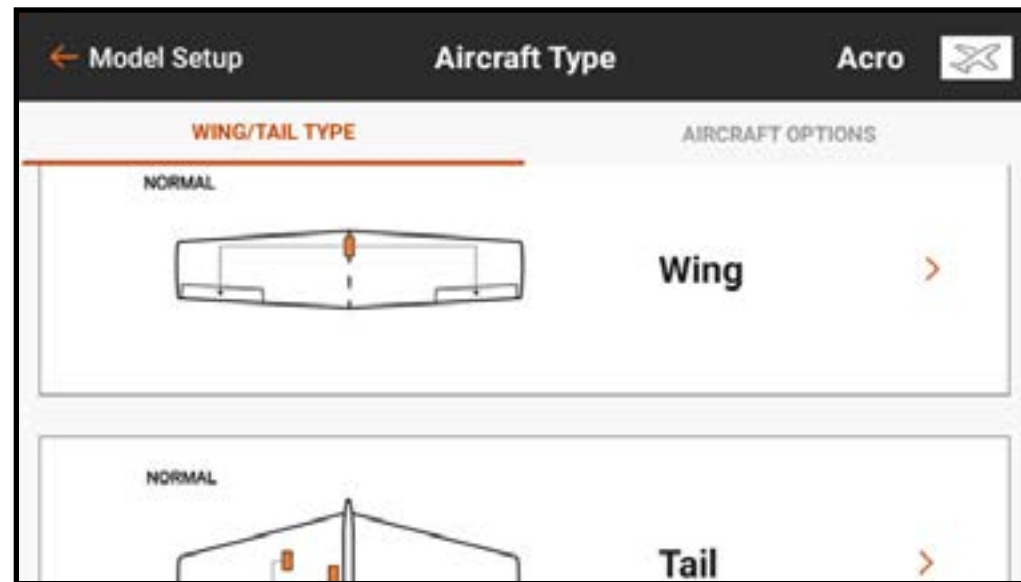 Model Setup Aircraft Type Acro
WING/TAIL TYPE AIRCRAFT OPTIONS
NORMAL
Wing
NORMAL
Tail